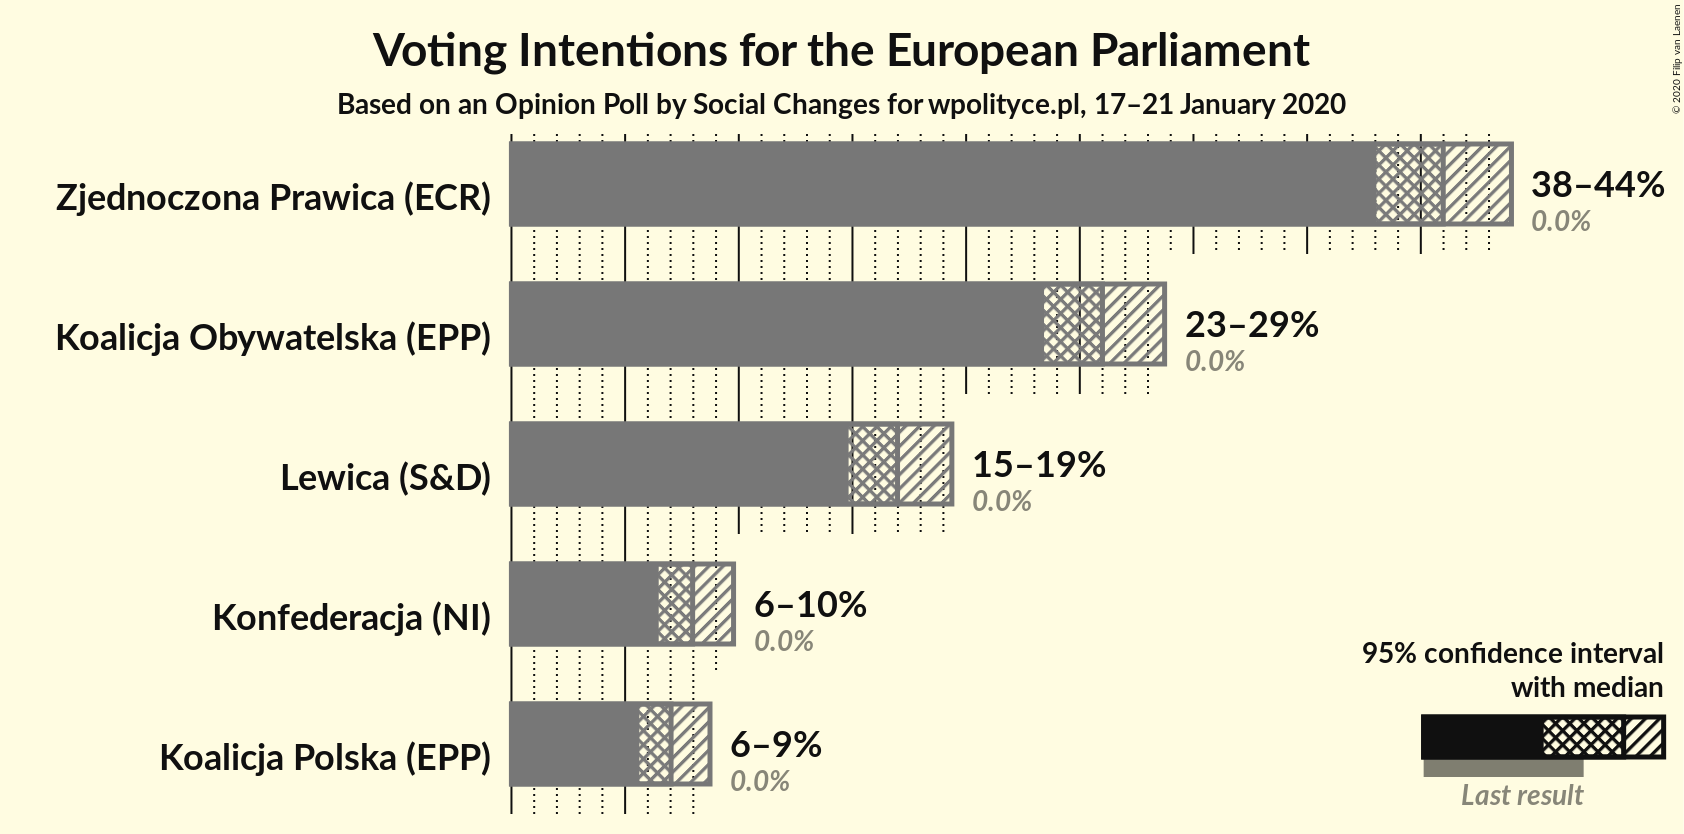 Voting Intentions for the European Parliament
Based on an Opinion Poll by Social Changes for wpolityce.pl, 17–21 January 2020
© 2020 Filip van Laenen
Zjednoczona Prawica (ECR)
38–44%
0.0%
Koalicja Obywatelska (EPP)
23–29%
0.0%
Lewica (S&D)
15–19%
0.0%
Konfederacja (NI)
6–10%
0.0%
Koalicja Polska (EPP)
6–9%
0.0%
95% confidence interval
with median
Last result